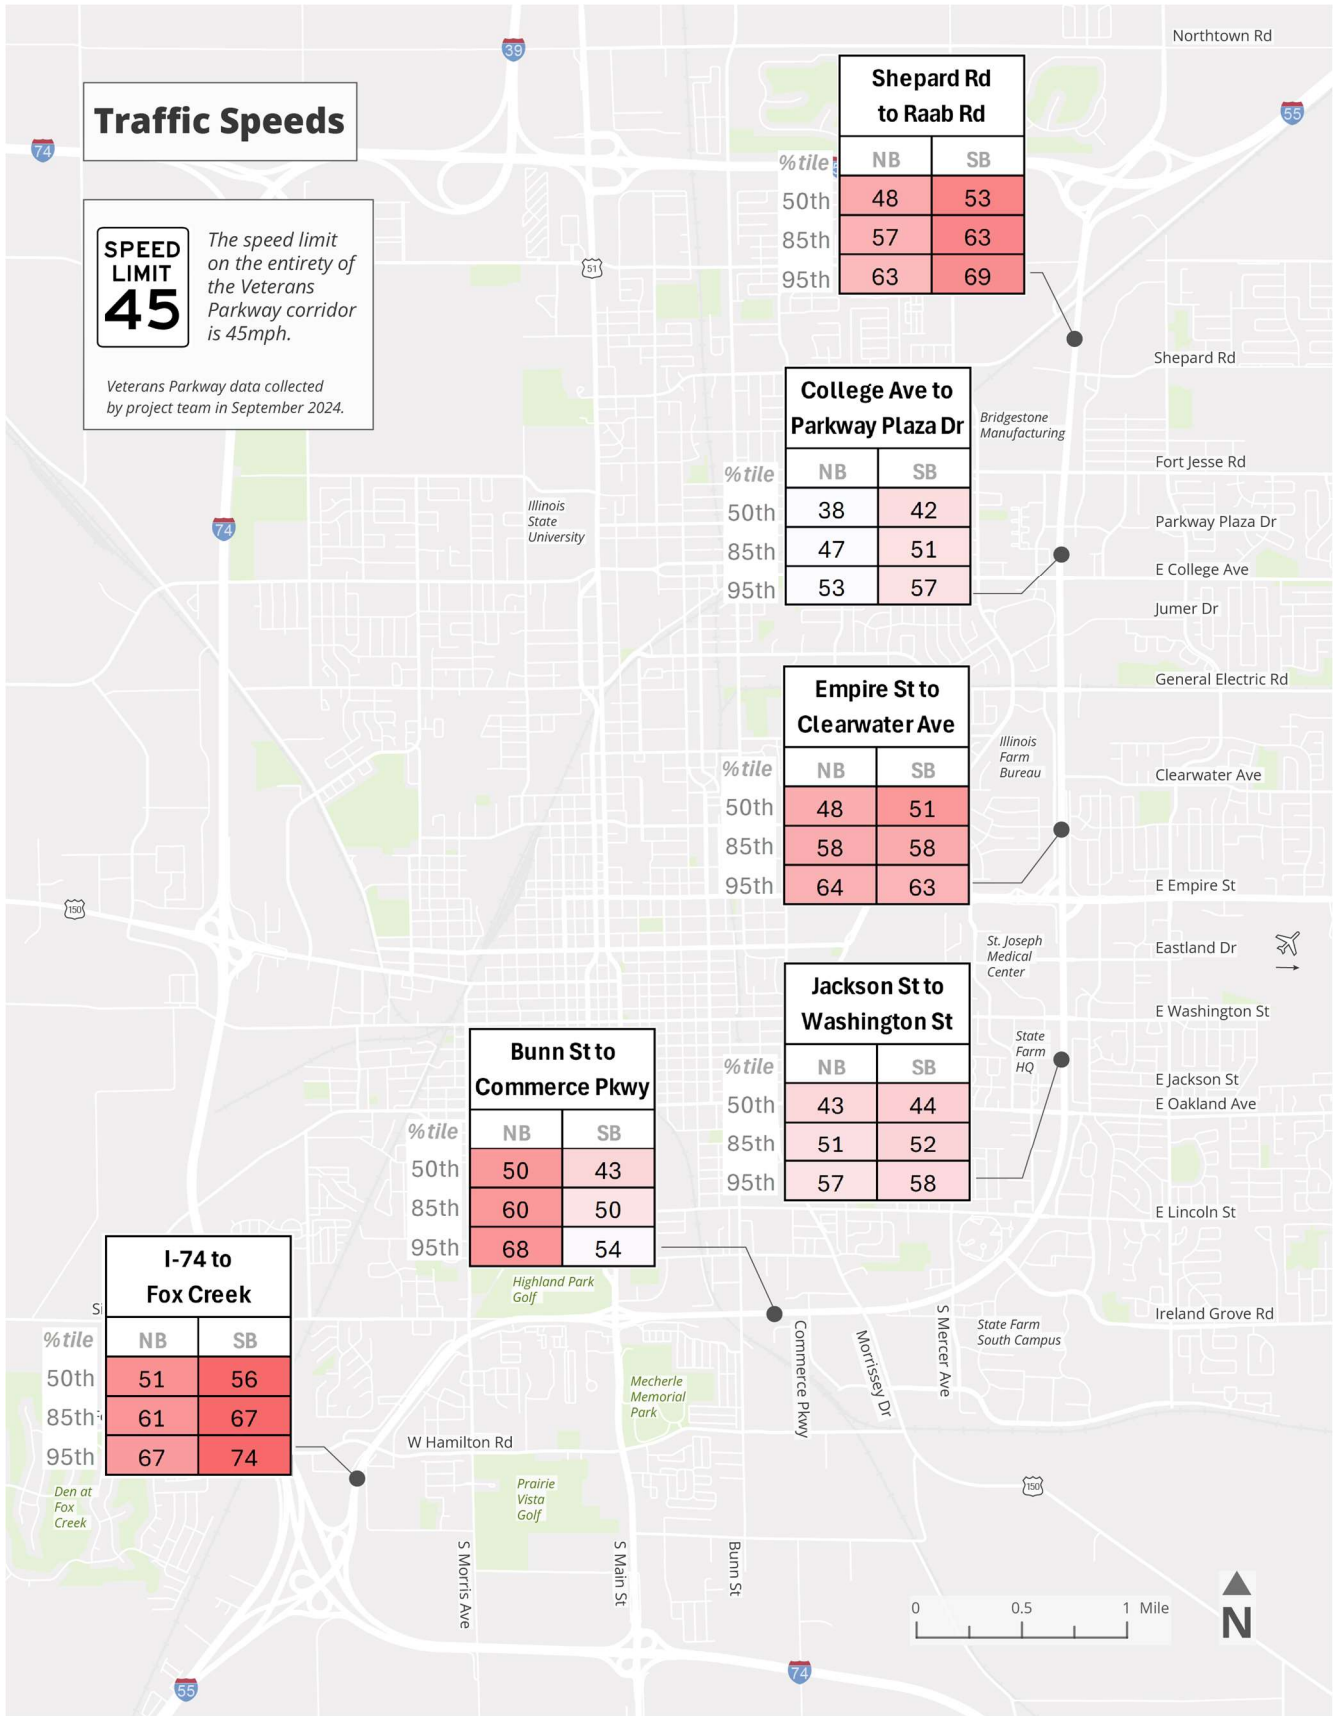 Northtown Rd
39
55
74
Traffic Speeds
SPEED
LIMIT
45
The speed limit
on the entirety of
the Veterans
Parkway corridor
is 45mph.
Veterans Parkway data collected
by project team in September 2024.
Shepard Rd
to Raab Rd
%tile NB SB
50th 48 53
85th 57 63
95th 63 69
51
Shepard Rd
College Ave to
Parkway Plaza Dr
%tile NB SB
50th 38 42
85th 47 51
95th 53 57
Bridgestone
Manufacturing
Fort Jesse Rd
Illinois
State
University
74
Parkway Plaza Dr
E College Ave
Jumer Dr
General Electric Rd
Empire St to
Clearwater Ave
%tile NB SB
50th 48 51
85th 58 58
95th 64 63
Illinois
Farm
Bureau
Clearwater Ave
E Empire St
150
St. Joseph
Medical
Center
Eastland Dr
E Washington St
Jackson St to
Washington St
%tile NB SB
50th 43 44
85th 51 52
95th 57 58
State
Farm
HQ
E Jackson St
E Oakland Ave
Bunn St to
Commerce Pkwy
%tile NB SB
50th 50 43
85th 60 50
95th 68 54
E Lincoln St
I-74 to
Fox Creek
%tile NB SB
50th 51 56
85th 61 67
95th 67 74
Highland Park
Golf
Ireland Grove Rd
State Farm
South Campus
Commerce Pkwy
Morrissey Dr
S Mercer Ave
Mecherle
Memorial
Park
W Hamilton Rd
Den at
Fox
Creek
Prairie
Vista
Golf
150
S Morris Ave
S Main St
Bunn St
0 0.5 1 Mile
N
55
74